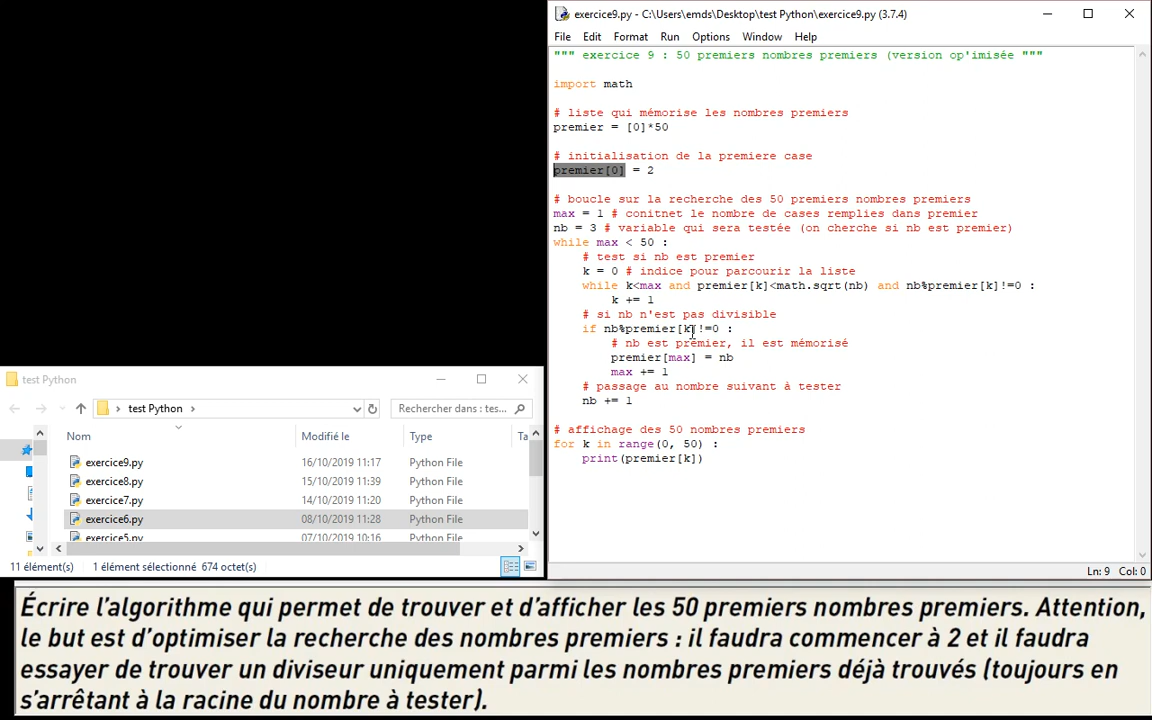 exercice9.py - C:\Users\emds\Desktop\test Python\exercice9.py (3.7.4)
File Edit Format Run Options Window Help
""" exercice 9 : 50 premiers nombres premiers (version op'imisée """
import math
# liste qui mémorise les nombres premiers
premier = [0]*50
# initialisation de la premiere case
premier[0] = 2
# boucle sur la recherche des 50 premiers nombres premiers
max = 1 # conitnet le nombre de cases remplies dans premier
nb = 3 # variable qui sera testée (on cherche si nb est premier)
while max < 50 :
# test si nb est premier
k = 0 # indice pour parcourir la liste
while k<max and premier[k]<math.sqrt(nb) and nb%premier[k]!=0 :
k += 1
# si nb n'est pas divisible
if nb%premier[k]!=0 :
# nb est premier, il est mémorisé
premier[max] = nb
max += 1
# passage au nombre suivant à tester
nb += 1
# affichage des 50 nombres premiers
for k in range(0, 50) :
print(premier[k])
Ln: 9 Col: 0
test Python
test Python
Rechercher dans : tes...
Nom Modifié le Type Ta
exercice9.py 16/10/2019 11:17 Python File
exercice8.py 15/10/2019 11:39 Python File
exercice7.py 14/10/2019 11:20 Python File
exercice6.py 08/10/2019 11:28 Python File
exercice5.py 07/10/2019 10:16 Python File
11 élément(s) 1 élément sélectionné 674 octet(s)
Écrire l'algorithme qui permet de trouver et d'afficher les 50 premiers nombres premiers. Attention,
le but est d'optimiser la recherche des nombres premiers : il faudra commencer à 2 et il faudra
essayer de trouver un diviseur uniquement parmi les nombres premiers déjà trouvés (toujours en
s'arrêtant à la racine du nombre à tester).